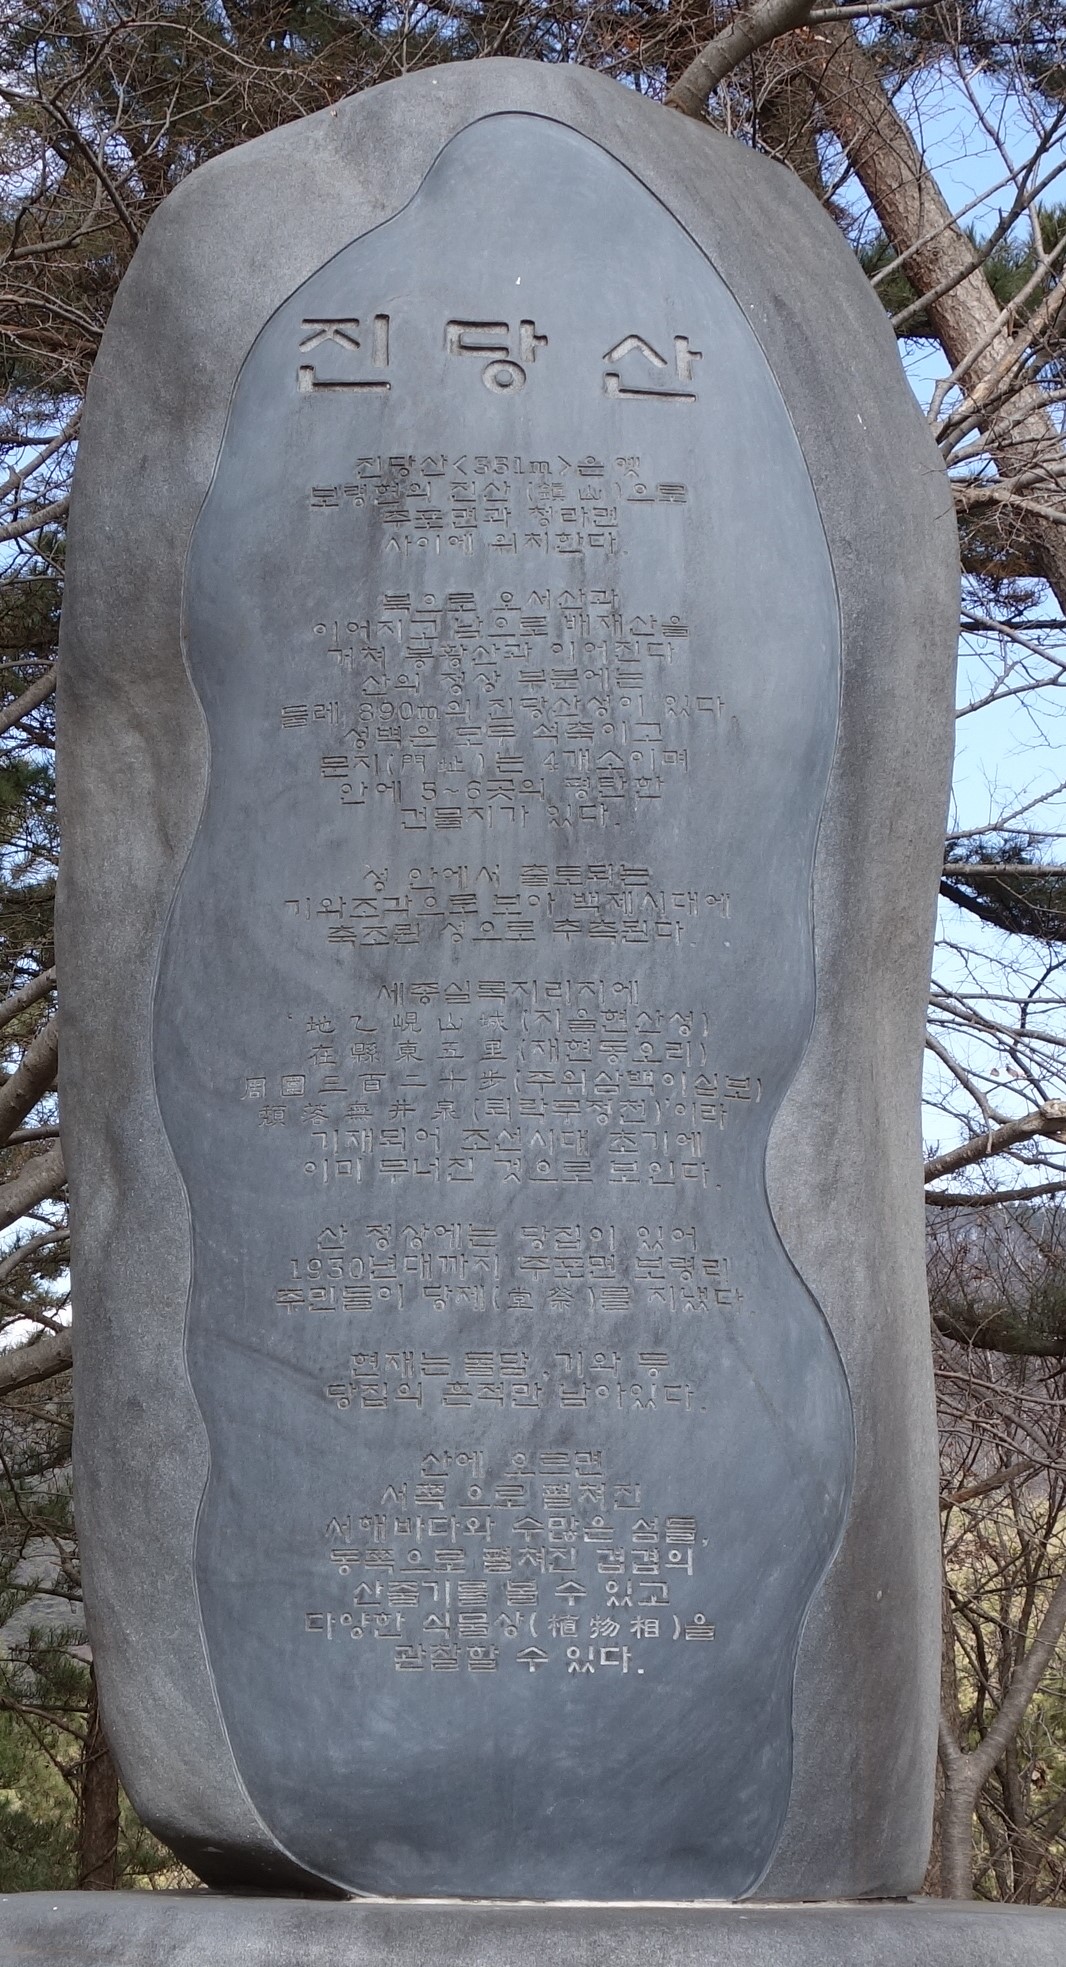 진당산
진당산<351m>은 옛
보령현의 진산(鎭山)으로
주포면과 청라면
사이에 위치한다.
북으로 오서산과
이어지고 남으로 배재산을
거쳐 봉황산과 이어진다
산의 정상 부분에는
둘레 890m의 진당산성이 있다,
성벽은 모두 석축이고
문지(門址)는 4개소이며
안에 5~6곳의 평탄한
건물지가 있다.
성 안에서 출토되는
기와조각으로 보아 백제시대에
축조된 성으로 추측된다.
세종실록지리지에
'地乙峴山城(지을현산성)
在縣東五里(재현동오리)
周圍三百二十步(주위삼백이십보)
頹落無井泉(퇴락무정천)'이라
기재되어 조선시대 초기에
이미 무너진 것으로 보인다.
산 정상에는 당집이 있어
1930년대까지 주포면 보령리
주민들이 당제(堂祭)를 지냈다.
현재는 돌담,기와 등
당집의 흔적만 남아있다.
산에 오르면
서쪽으로 펼쳐진
서해바다와 수많은 섬들,
동쪽으로 펼쳐진 겹겹의
산줄기를 볼 수 있고
다양한 식물상(植物相)을
관찰할 수 있다.